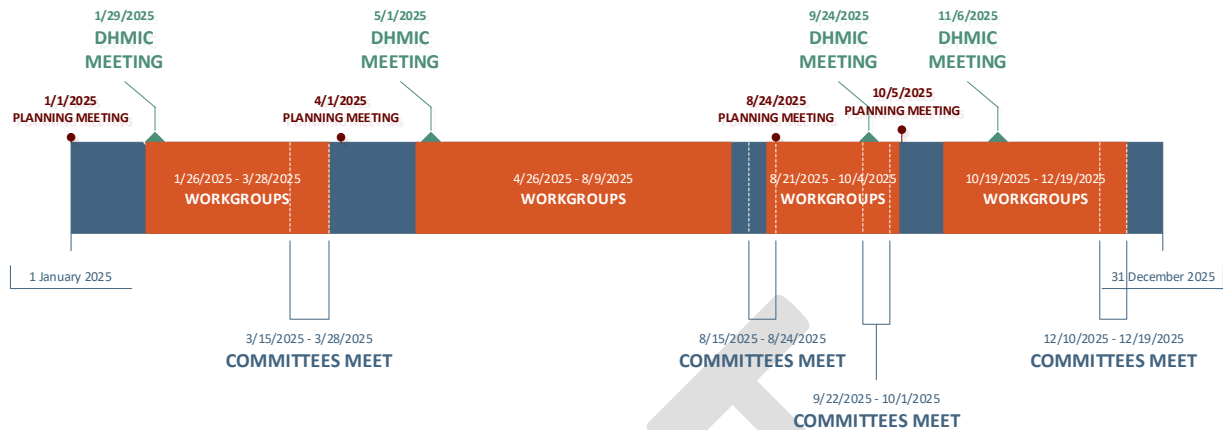 1/29/2025
DHMIC
MEETING
5/1/2025
DHMIC
MEETING
9/24/2025
DHMIC
MEETING
11/6/2025
DHMIC
MEETING
1/1/2025
PLANNING MEETING
4/1/2025
PLANNING MEETING
8/24/2025
PLANNING MEETING
10/5/2025
PLANNING MEETING
1/26/2025 - 3/28/2025
WORKGROUPS
4/26/2025 - 8/9/2025
WORKGROUPS
8/21/2025 - 10/4/2025
WORKGROUPS
10/19/2025 - 12/19/2025
WORKGROUPS
1 January 2025
31 December 2025
3/15/2025 - 3/28/2025
COMMITTEES MEET
8/15/2025 - 8/24/2025
COMMITTEES MEET
12/10/2025 - 12/19/2025
COMMITTEES MEET
9/22/2025 - 10/1/2025
COMMITTEES MEET